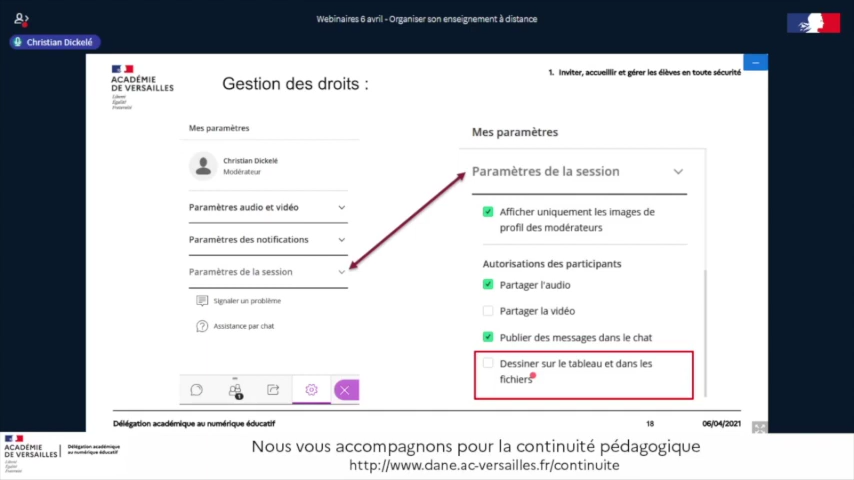 Webinaires 6 avril - Organiser son enseignement à distance
Christian Dickelé
ACADÉMIE
DE VERSAILLES
Liberté
Égalité
Fraternité
Gestion des droits :
1. Inviter, accueillir et gérer les élèves en toute sécurité
Mes paramètres
Christian Dickelé
Modérateur
Paramètres audio et vidéo
Paramètres des notifications
Paramètres de la session
Signaler un problème
Assistance par chat
1
Mes paramètres
Paramètres de la session
Afficher uniquement les images de
profil des modérateurs
Autorisations des participants
Partager l'audio
Partager la vidéo
Publier des messages dans le chat
Dessiner sur le tableau et dans les
fichiers
Délégation académique au numérique éducatif
18
06/04/2021
ACADÉMIE
DE VERSAILLES
Liberté
Égalité
Fraternité
Délégation académique
au numérique éducatif
Nous vous accompagnons pour la continuité pédagogique
http://www.dane.ac-versailles.fr/continuite